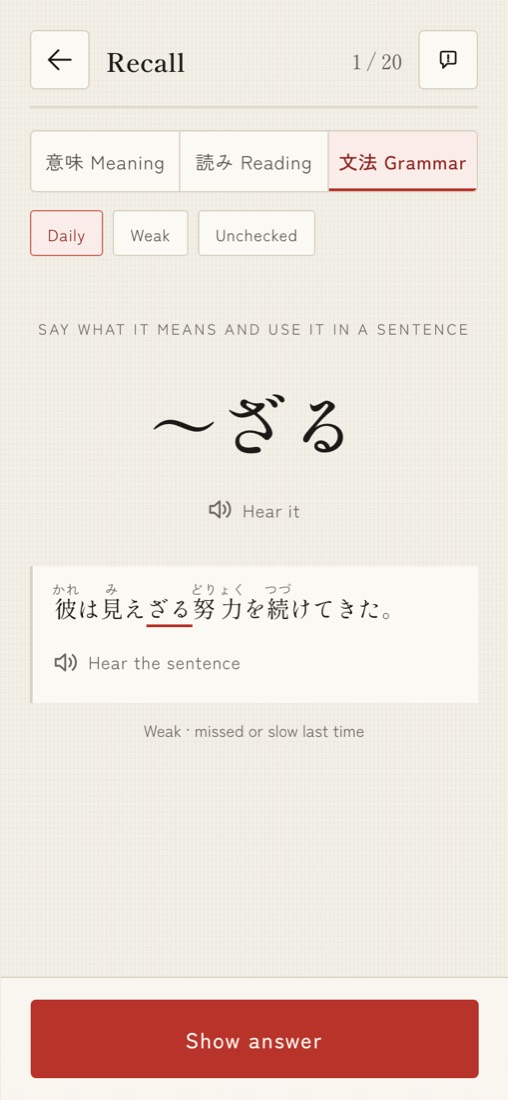 Recall
1 / 20
意味 Meaning
読み Reading
文法 Grammar
Daily
Weak
Unchecked
SAY WHAT IT MEANS AND USE IT IN A SENTENCE
〜ざる
Hear it
かれ み どりょく つづ
彼は見えざる努力を続けてきた。
Hear the sentence
Weak · missed or slow last time
Show answer